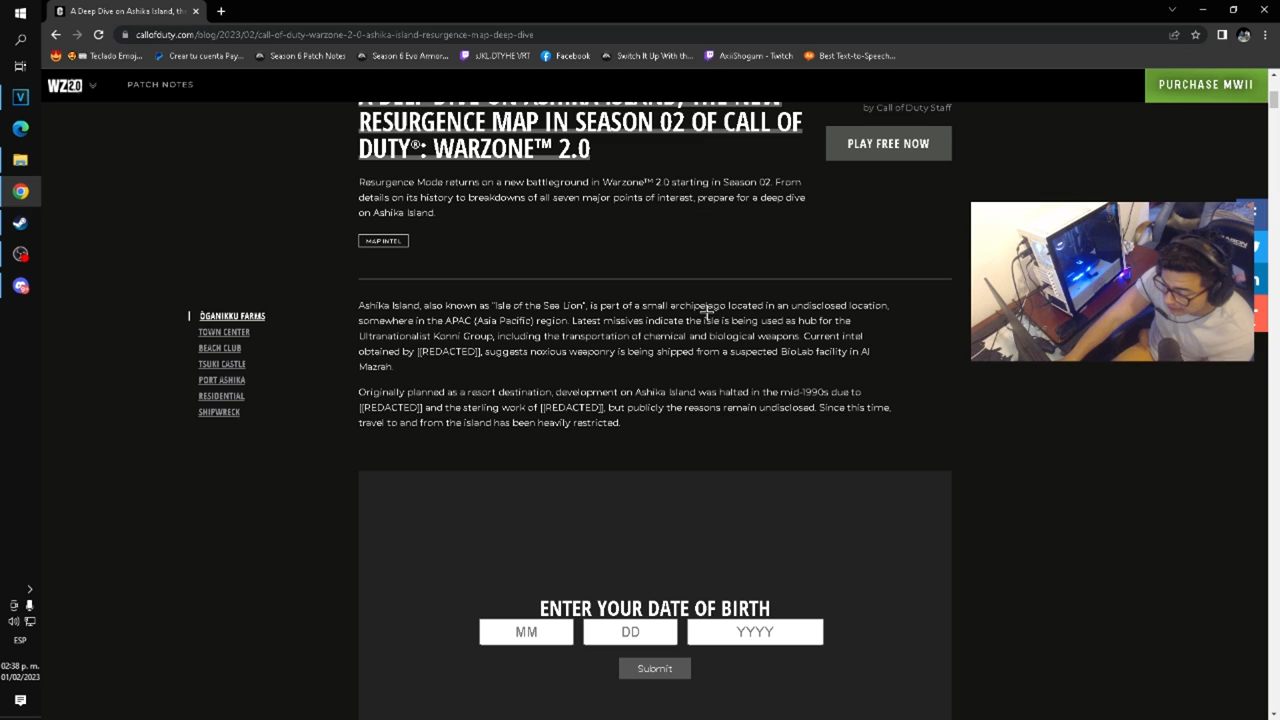 A Deep Dive on Ashika Island, the
callofduty.com/blog/2023/02/call-of-duty-warzone-2-0-ashika-island-resurgence-map-deep-dive
Teclado Emoj... Crear tu cuenta Pay... Season 6 Patch Notes Season 6 Evo Armor... Facebook Switch It Up With th... AxiiShogum - Twitch Best Text-to-Speech...
WZ2.0 PATCH NOTES PURCHASE MWII
A DEEP DIVE ON ASHIKA ISLAND, THE NEW
RESURGENCE MAP IN SEASON 02 OF CALL OF
DUTY®: WARZONE™ 2.0
by Call of Duty Staff
PLAY FREE NOW
Resurgence Mode returns on a new battleground in Warzone™ 2.0 starting in Season 02. From
details on its history to breakdowns of all seven major points of interest, prepare for a deep dive
on Ashika Island.
MAP INTEL
ŌGANIKKU FARMS
TOWN CENTER
BEACH CLUB
TSUKI CASTLE
PORT ASHIKA
RESIDENTIAL
SHIPWRECK
Ashika Island, also known as "Isle of the Sea Lion", is part of a small archipelago located in an undisclosed location,
somewhere in the APAC (Asia Pacific) region. Latest missives indicate the isle is being used as hub for the
Ultranationalist Konni Group, including the transportation of chemical and biological weapons. Current intel
obtained by [[REDACTED]], suggests noxious weaponry is being shipped from a suspected BioLab facility in Al
Mazrah.
Originally planned as a resort destination, development on Ashika Island was halted in the mid-1990s due to
[[REDACTED]] and the sterling work of [[REDACTED]], but publicly the reasons remain undisclosed. Since this time,
travel to and from the island has been heavily restricted.
ENTER YOUR DATE OF BIRTH
MM DD YYYY
Submit
ESP
02:38 p. m.
01/02/2023